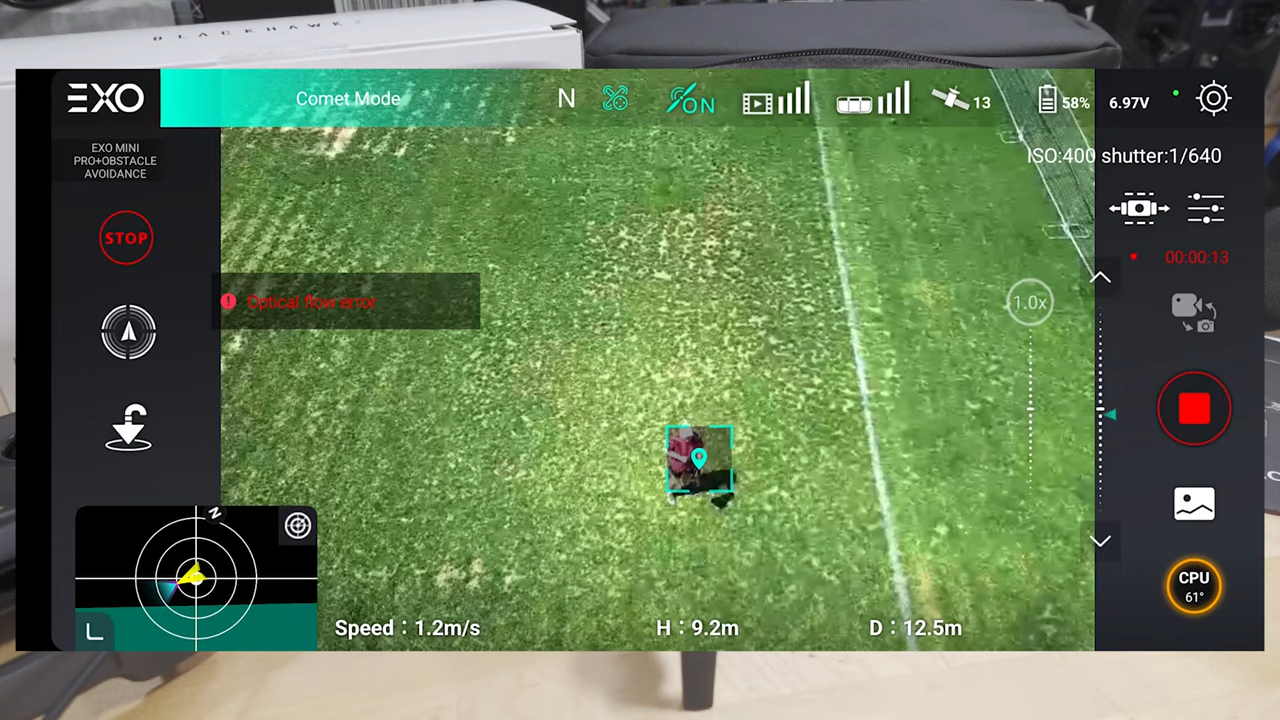 BLACKHAWK
EXO
Comet Mode
N
ON
13
58%
6.97V
EXO MINI
PRO+OBSTACLE
AVOIDANCE
ISO:400 shutter:1/640
STOP
00:00:13
Optical flow error
1.0x
N
CPU
61°
Speed : 1.2m/s
H : 9.2m
D : 12.5m